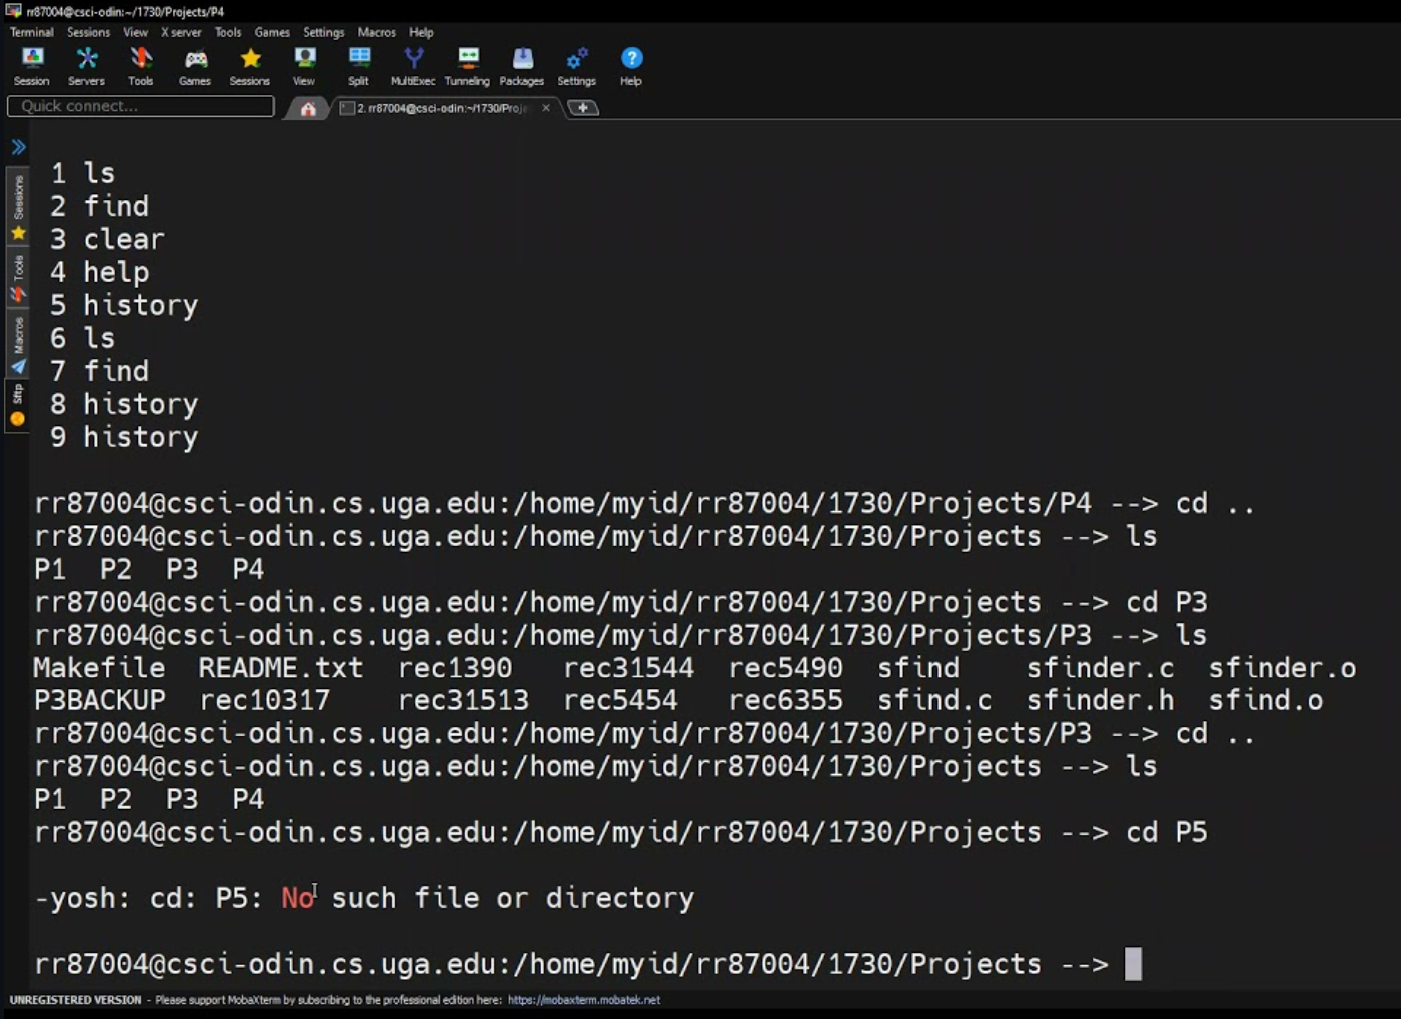 rr87004@csci-odin:~/1730/Projects/P4
Terminal Sessions View X server Tools Games Settings Macros Help
Session Servers Tools Games Sessions View Split MultiExec Tunneling Packages Settings Help
Quick connect...
2. rr87004@csci-odin:~/1730/Proj
Sessions
Tools
Macros
Sftp
1 ls
2 find
3 clear
4 help
5 history
6 ls
7 find
8 history
9 history
rr87004@csci-odin.cs.uga.edu:/home/myid/rr87004/1730/Projects/P4 --> cd ..
rr87004@csci-odin.cs.uga.edu:/home/myid/rr87004/1730/Projects --> ls
P1 P2 P3 P4
rr87004@csci-odin.cs.uga.edu:/home/myid/rr87004/1730/Projects --> cd P3
rr87004@csci-odin.cs.uga.edu:/home/myid/rr87004/1730/Projects/P3 --> ls
Makefile README.txt rec1390 rec31544 rec5490 sfind sfinder.c sfinder.o
P3BACKUP rec10317 rec31513 rec5454 rec6355 sfind.c sfinder.h sfind.o
rr87004@csci-odin.cs.uga.edu:/home/myid/rr87004/1730/Projects/P3 --> cd ..
rr87004@csci-odin.cs.uga.edu:/home/myid/rr87004/1730/Projects --> ls
P1 P2 P3 P4
rr87004@csci-odin.cs.uga.edu:/home/myid/rr87004/1730/Projects --> cd P5
-yosh: cd: P5: No such file or directory
rr87004@csci-odin.cs.uga.edu:/home/myid/rr87004/1730/Projects -->
UNREGISTERED VERSION - Please support MobaXterm by subscribing to the professional edition here: https://mobaxterm.mobatek.net